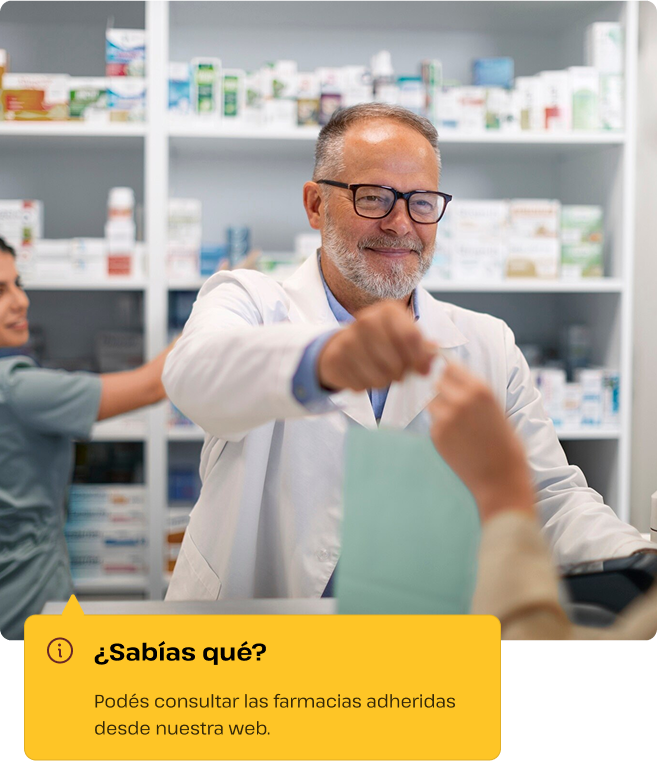 ¿Sabías qué?
Podés consultar las farmacias adheridas
desde nuestra web.